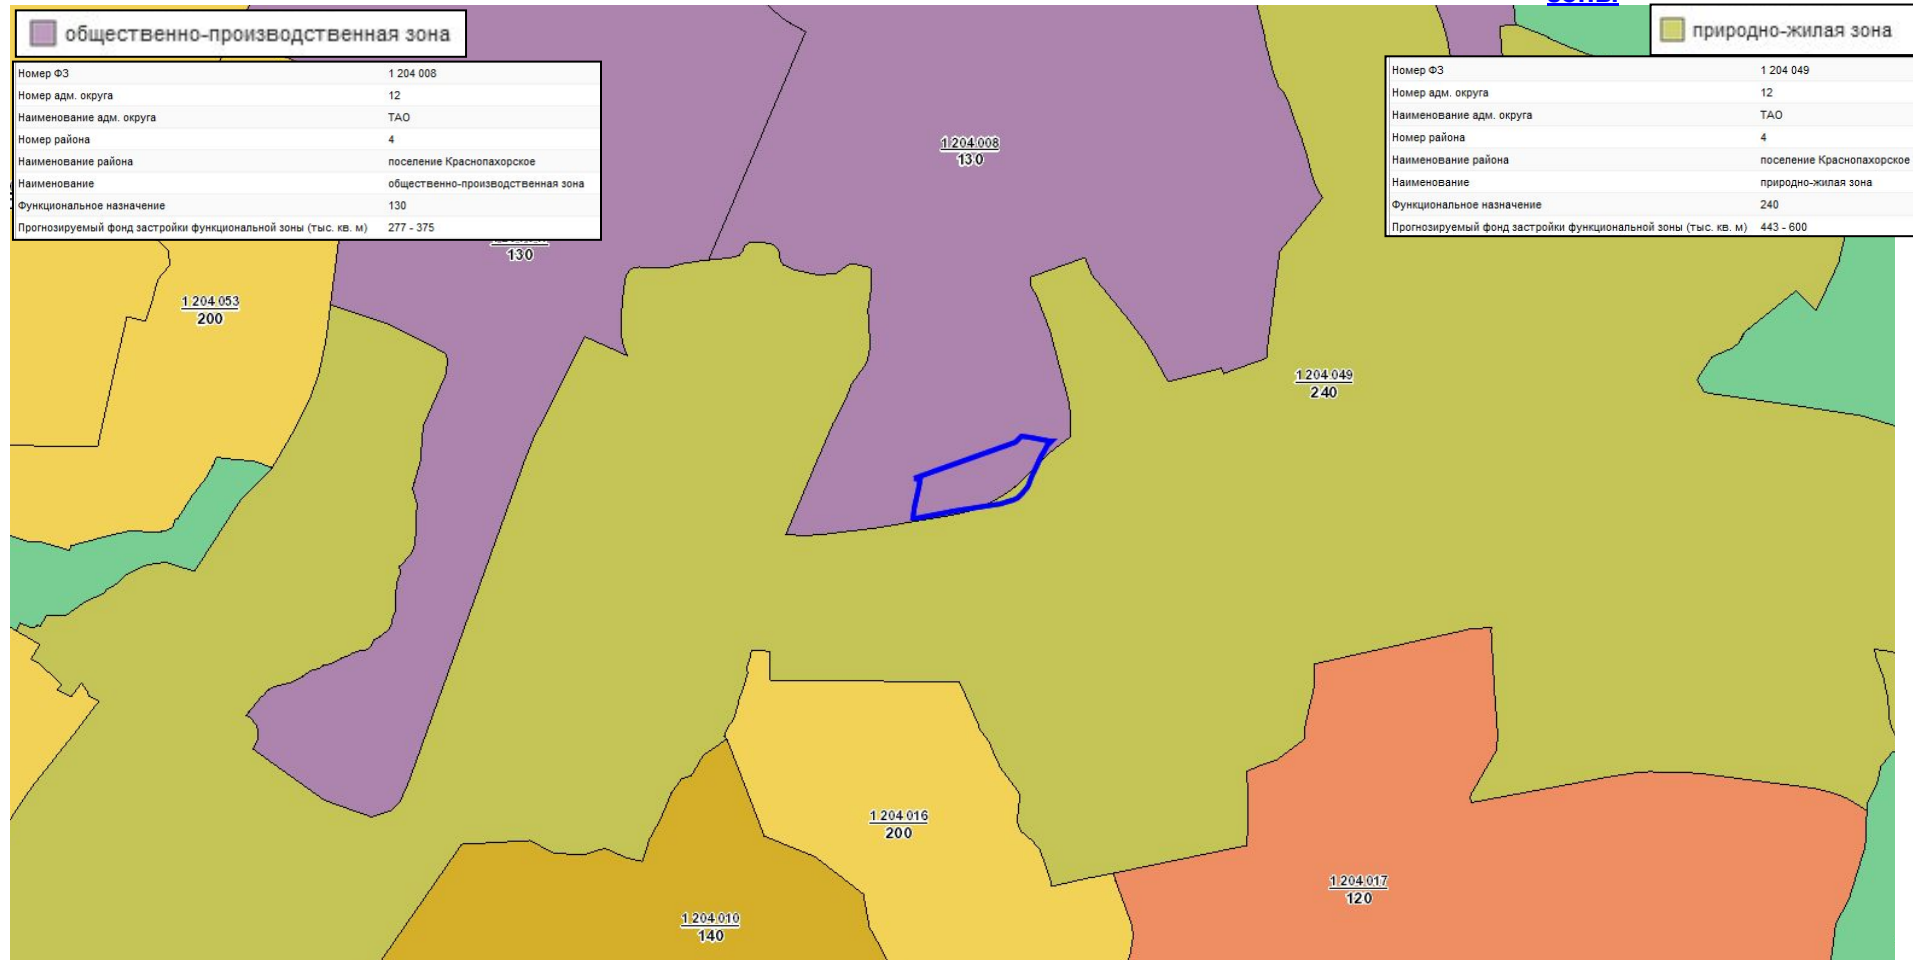 общественно-производственная зона
Номер ФЗ 1 204 008
Номер адм. округа 12
Наименование адм. округа ТАО
Номер района 4
Наименование района поселение Краснопахорское
Наименование общественно-производственная зона
Функциональное назначение 130
Прогнозируемый фонд застройки функциональной зоны (тыс. кв. м) 277 - 375
природно-жилая зона
Номер ФЗ 1 204 049
Номер адм. округа 12
Наименование адм. округа ТАО
Номер района 4
Наименование района поселение Краснопахорское
Наименование природно-жилая зона
Функциональное назначение 240
Прогнозируемый фонд застройки функциональной зоны (тыс. кв. м) 443 - 600
1 204 008
130
130
1 204 053
200
1 204 049
240
1 204 016
200
1 204 017
120
1 204 010
140